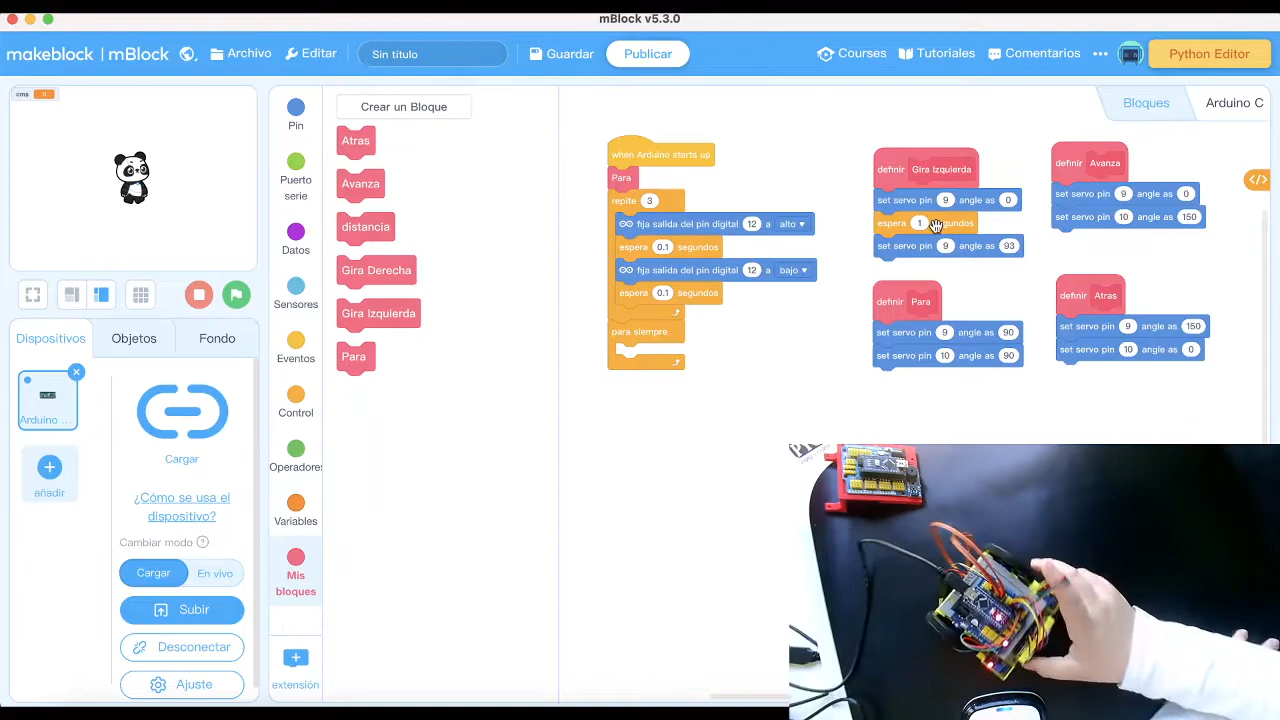 mBlock v5.3.0
makeblock | mBlock
Archivo
Editar
Sin título
Guardar
Publicar
Courses
Tutoriales
Comentarios
Python Editor
cms 0
Crear un Bloque
Bloques
Arduino C
Pin
Puerto
serie
Datos
Sensores
Eventos
Control
Operadores
Variables
Mis
bloques
extensión
Atras
Avanza
distancia
Gira Derecha
Gira Izquierda
Para
when Arduino starts up
Para
repite 3
fija salida del pin digital 12 a alto
espera 0.1 segundos
fija salida del pin digital 12 a bajo
espera 0.1 segundos
para siempre
definir Gira Izquierda
set servo pin 9 angle as 0
espera 1 gundos
set servo pin 9 angle as 93
definir Avanza
set servo pin 9 angle as 0
set servo pin 10 angle as 150
definir Para
set servo pin 9 angle as 90
set servo pin 10 angle as 90
definir Atras
set servo pin 9 angle as 150
set servo pin 10 angle as 0
Dispositivos
Objetos
Fondo
Arduino ...
añadir
Cargar
¿Cómo se usa el
dispositivo?
Cambiar modo
Cargar
En vivo
Subir
Desconectar
Ajuste